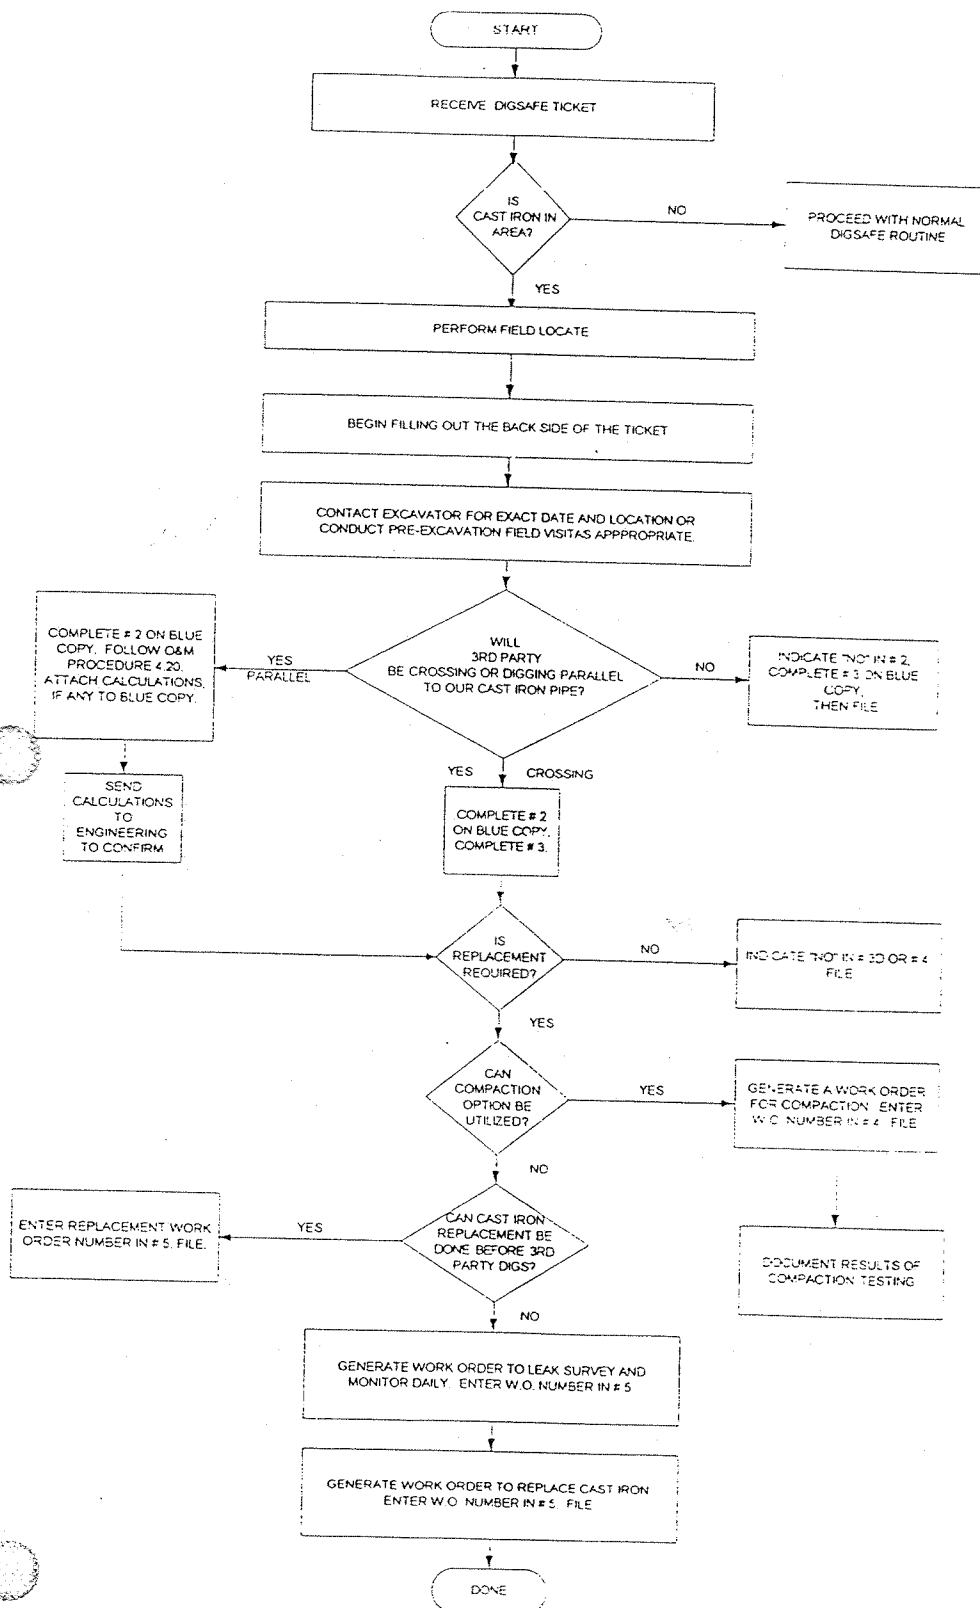 START
RECEIVE DIGSAFE TICKET
IS
CAST IRON IN
AREA?
NO
PROCEED WITH NORMAL
DIGSAFE ROUTINE
YES
PERFORM FIELD LOCATE
BEGIN FILLING OUT THE BACK SIDE OF THE TICKET
CONTACT EXCAVATOR FOR EXACT DATE AND LOCATION OR
CONDUCT PRE-EXCAVATION FIELD VISITAS APPPROPRIATE.
COMPLETE # 2 ON BLUE
COPY. FOLLOW O&M
PROCEDURE 4.20.
ATTACH CALCULATIONS,
IF ANY TO BLUE COPY.
YES
PARALLEL
WILL
3RD PARTY
BE CROSSING OR DIGGING PARALLEL
TO OUR CAST IRON PIPE?
NO
INDICATE "NO" IN # 2,
COMPLETE # 3 ON BLUE
COPY,
THEN FILE
SEND
CALCULATIONS
TO
ENGINEERING
TO CONFIRM
YES CROSSING
COMPLETE # 2
ON BLUE COPY.
COMPLETE # 3.
IS
REPLACEMENT
REQUIRED?
NO
INDICATE "NO" IN # 3D OR # 4
FILE
YES
CAN
COMPACTION
OPTION BE
UTILIZED?
YES
GENERATE A WORK ORDER
FOR COMPACTION. ENTER
W.O. NUMBER IN # 4. FILE
NO
ENTER REPLACEMENT WORK
ORDER NUMBER IN # 5. FILE.
YES
CAN CAST IRON
REPLACEMENT BE
DONE BEFORE 3RD
PARTY DIGS?
DOCUMENT RESULTS OF
COMPACTION TESTING
NO
GENERATE WORK ORDER TO LEAK SURVEY AND
MONITOR DAILY. ENTER W.O. NUMBER IN # 5
GENERATE WORK ORDER TO REPLACE CAST IRON
ENTER W.O. NUMBER IN # 5. FILE
DONE